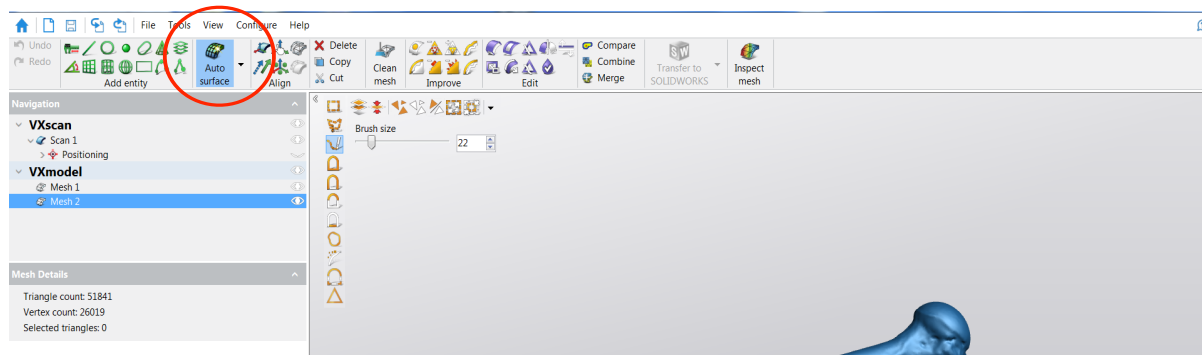 File Tools View Configure Help
Undo
Redo
Add entity
Auto
surface
Align
Delete
Copy
Cut
Clean
mesh
Improve
Edit
Compare
Combine
Merge
Transfer to
SOLIDWORKS
Inspect
mesh
Navigation
VXscan
Scan 1
Positioning
VXmodel
Mesh 1
Mesh 2
Brush size
22
Mesh Details
Triangle count: 51841
Vertex count: 26019
Selected triangles: 0